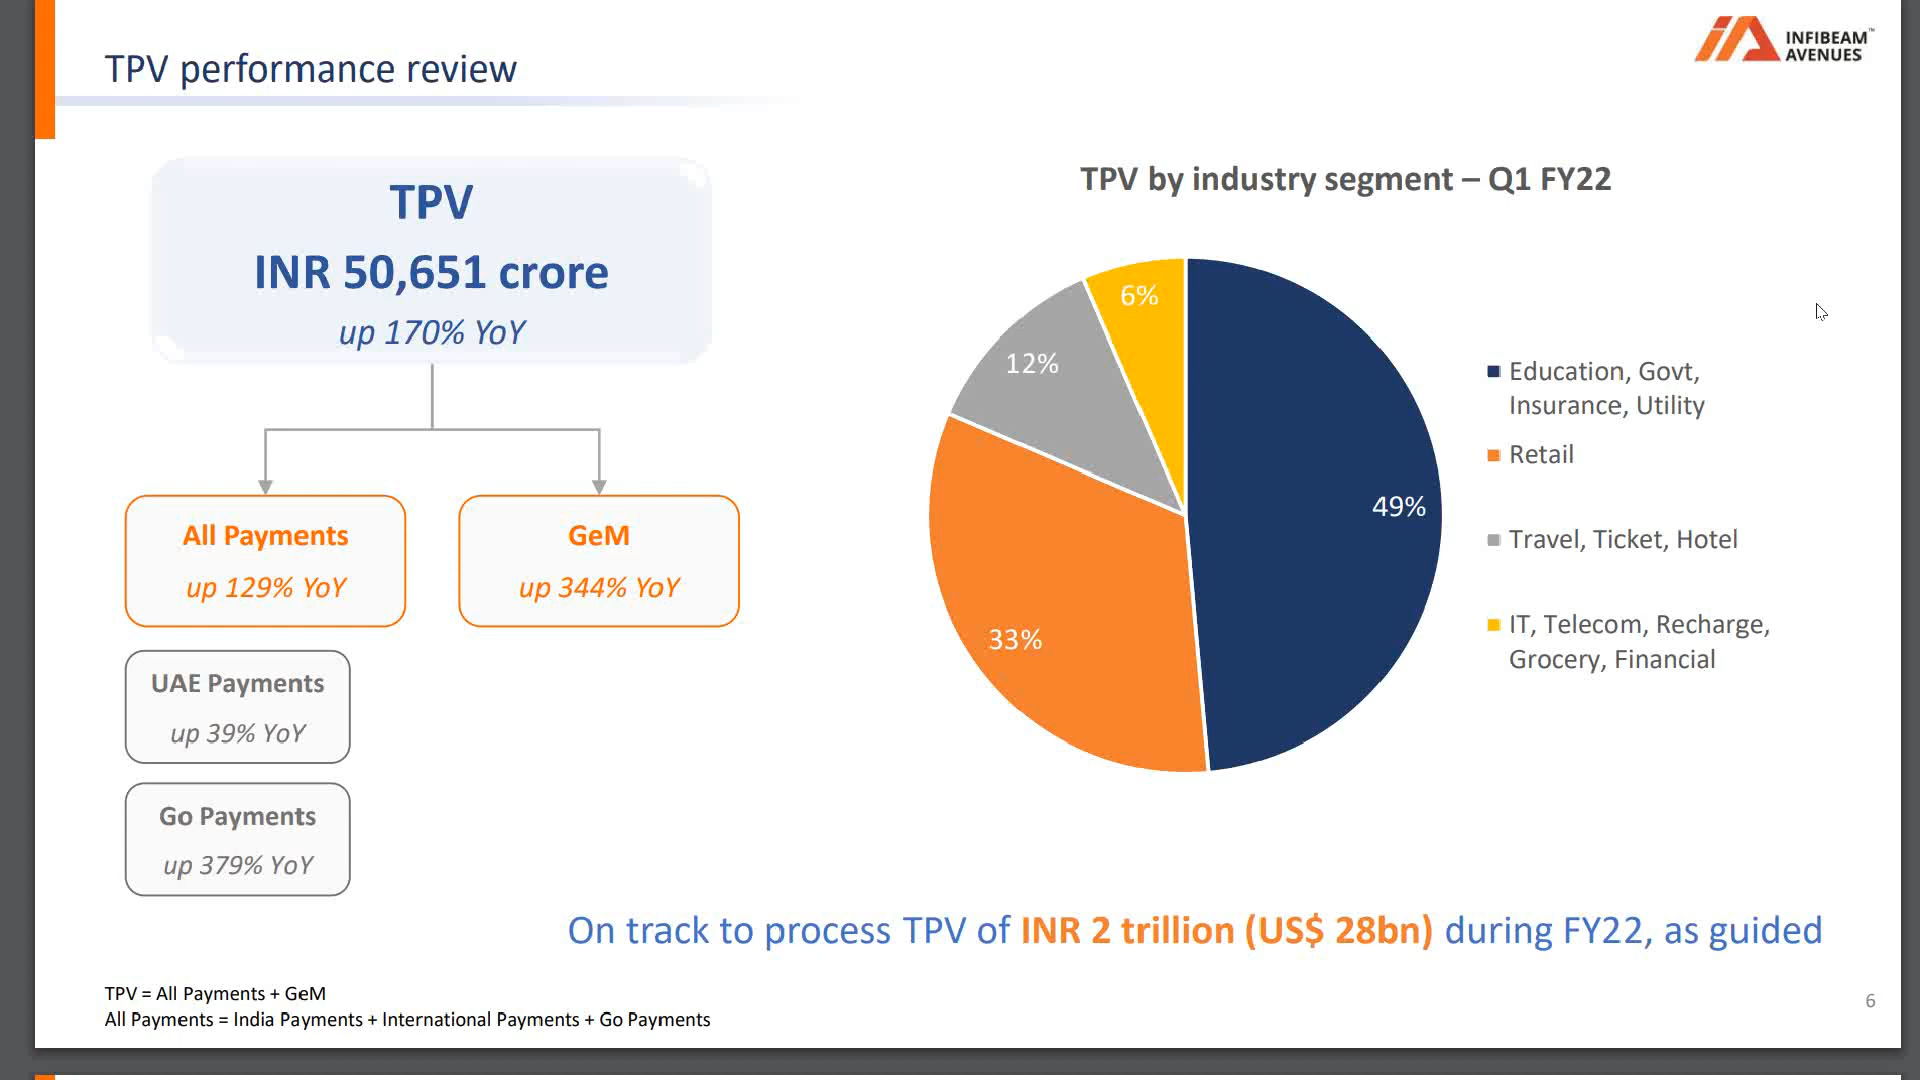 TPV performance review
INFIBEAM™
AVENUES
TPV
INR 50,651 crore
up 170% YoY
All Payments
up 129% YoY
GeM
up 344% YoY
UAE Payments
up 39% YoY
Go Payments
up 379% YoY
TPV by industry segment – Q1 FY22
6%
12%
49%
33%
Education, Govt,
Insurance, Utility
Retail
Travel, Ticket, Hotel
IT, Telecom, Recharge,
Grocery, Financial
On track to process TPV of INR 2 trillion (US$ 28bn) during FY22, as guided
TPV = All Payments + GeM
All Payments = India Payments + International Payments + Go Payments
6